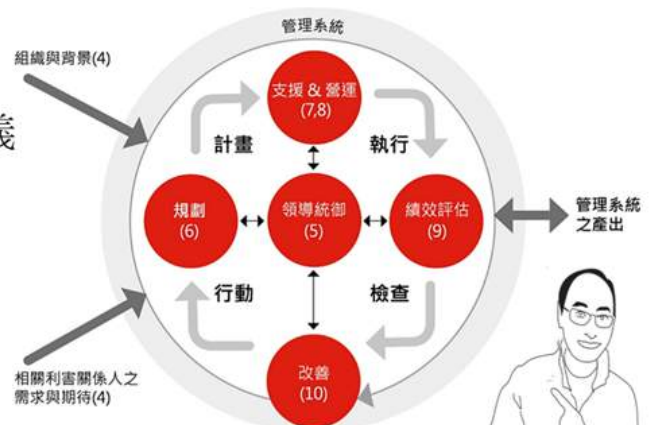 管理系統
組織與背景(4)
義
支援 & 營運
(7,8)
計畫
執行
規劃
(6)
領導統御
(5)
績效評估
(9)
管理系統
之產出
行動
檢查
相關利害關係人之
需求與期待(4)
改善
(10)